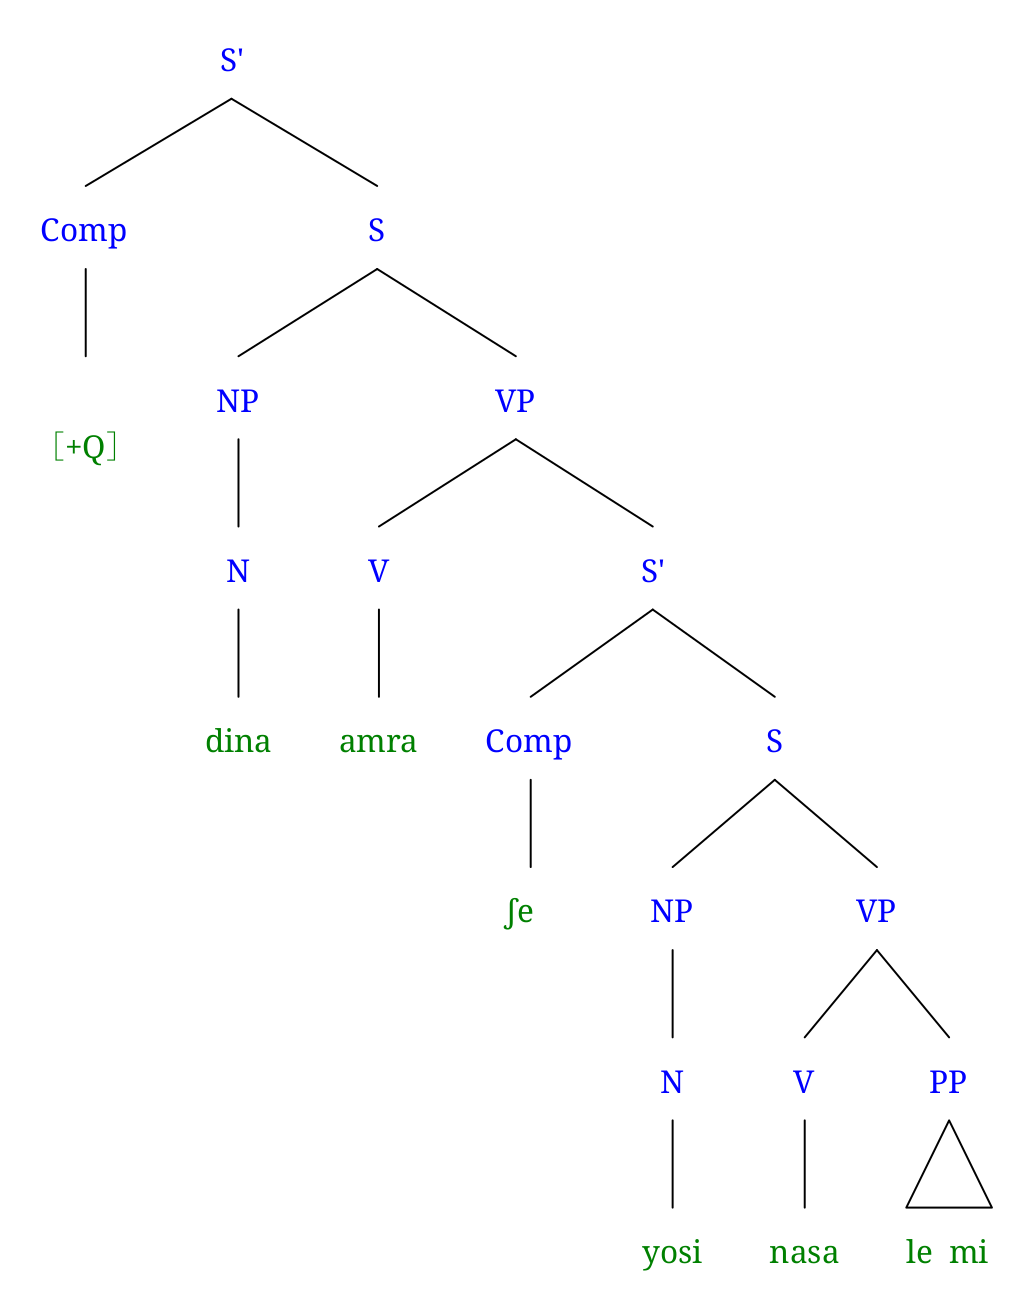 S'
Comp S
NP VP
[+Q]
N V S'
dina amra Comp S
ʃe NP VP
N V PP
yosi nasa le mi